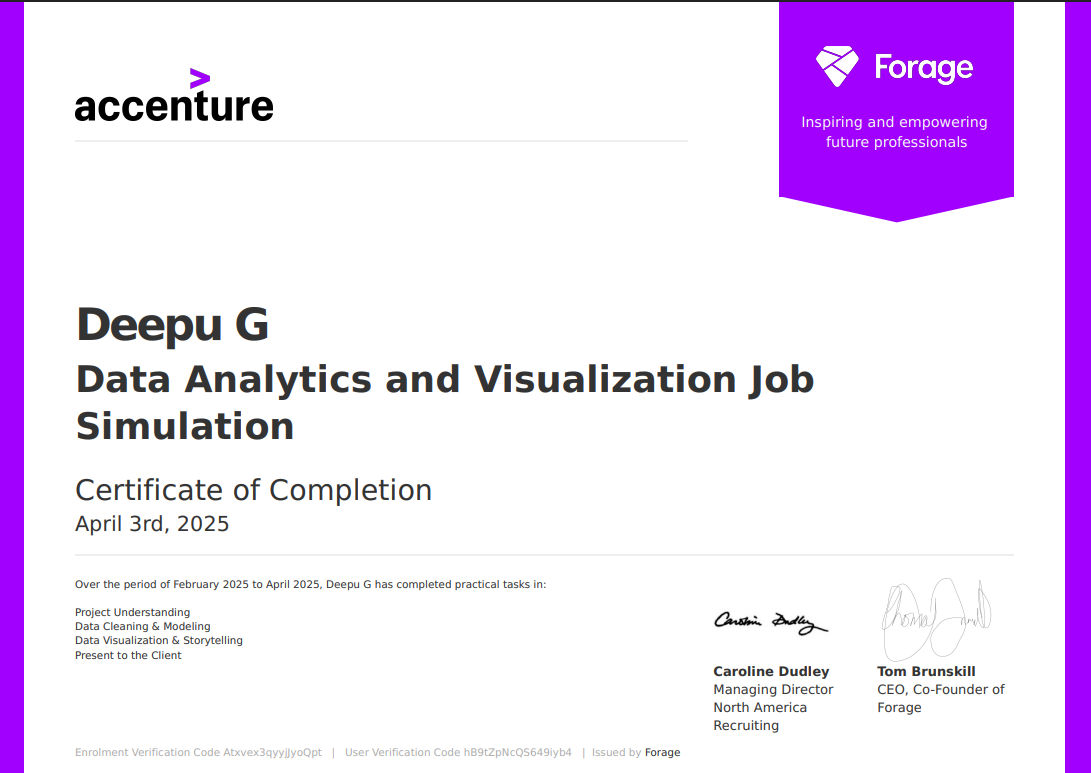 accenture
Forage
Inspiring and empowering
future professionals
Deepu G
Data Analytics and Visualization Job
Simulation
Certificate of Completion
April 3rd, 2025
Over the period of February 2025 to April 2025, Deepu G has completed practical tasks in:
Project Understanding
Data Cleaning & Modeling
Data Visualization & Storytelling
Present to the Client
Caroline Dudley
Caroline Dudley
Managing Director
North America
Recruiting
Tom Brunskill
CEO, Co-Founder of
Forage
Enrolment Verification Code Atxvex3qyyjJyoQpt | User Verification Code hB9tZpNcQS649iyb4 | Issued by Forage